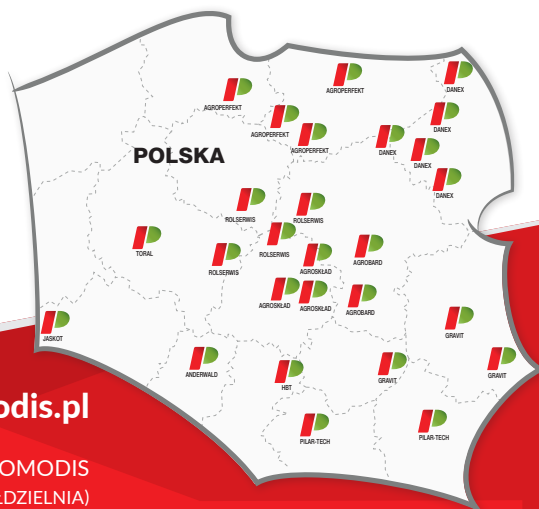 AGROPERFEKT
DANEX
AGROPERFEKT
AGROPERFEKT
DANEX
AGROPERFEKT
DANEX
DANEX
POLSKA
DANEX
ROLSERWIS
ROLSERWIS
TORAL
ROLSERWIS
ROLSERWIS
AGROSKŁAD
AGROBARD
AGROSKŁAD
AGROSKŁAD
AGROBARD
JASKOT
GRAVIT
ANDERWALD
HBT
GRAVIT
GRAVIT
PILAR-TECH
PILAR-TECH
odis.pl
OMODIS
ŁDZIELNIA)